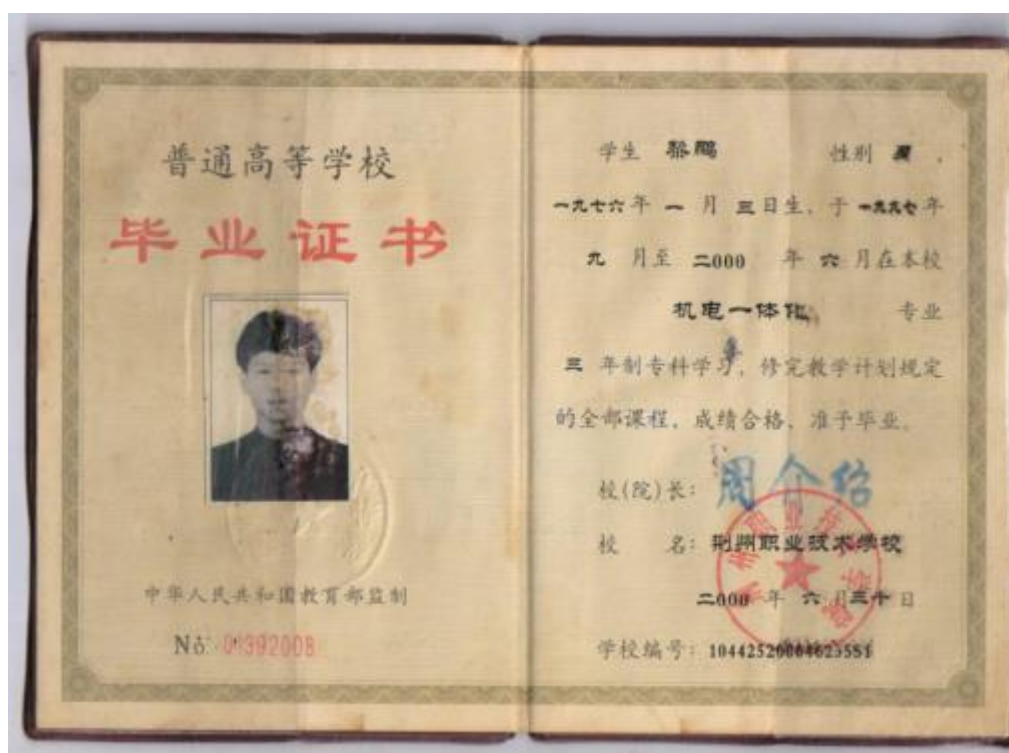 普通高等学校
毕业证书
中华人民共和国教育部监制
No. 01392008
学生 黎鹏 性别 男，
一九七六年 一 月 三日生，于一九九七年
九 月至 二000 年 六 月在本校
机电一体化 专业
三 年制专科学习，修完教学计划规定
的全部课程，成绩合格，准予毕业。
校(院)长：周介绍
校 名：荆州职业技术学校
二000 年 六 月三十日
学校编号：